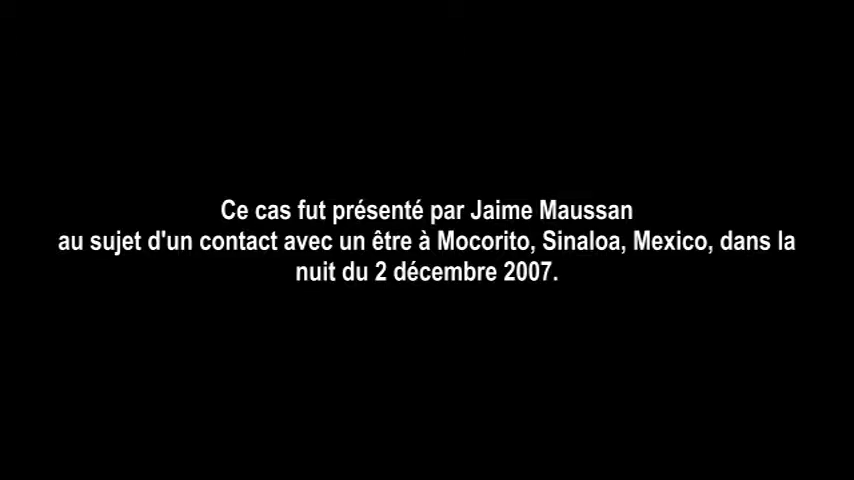 Ce cas fut présenté par Jaime Maussan
au sujet d'un contact avec un être à Mocorito, Sinaloa, Mexico, dans la
nuit du 2 décembre 2007.